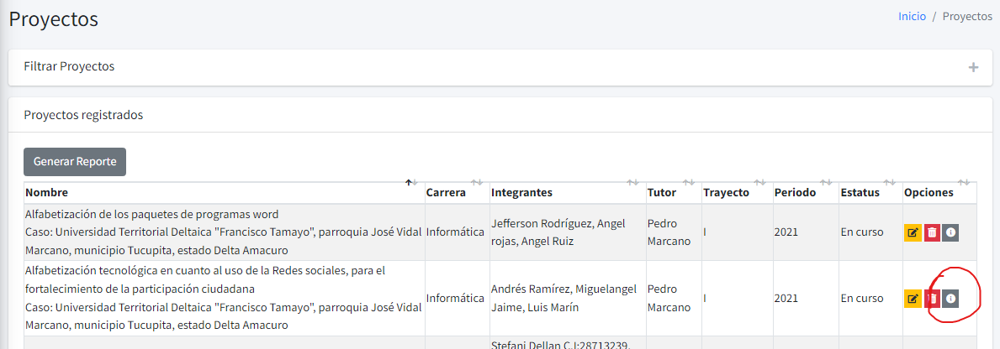 Proyectos
Inicio / Proyectos
Filtrar Proyectos
Proyectos registrados
Generar Reporte
Nombre Carrera Integrantes Tutor Trayecto Periodo Estatus Opciones
Alfabetización de los paquetes de programas word
Caso: Universidad Territorial Deltaica "Francisco Tamayo", parroquia José Vidal
Marcano, municipio Tucupita, estado Delta Amacuro
Informática
Jefferson Rodríguez, Angel
rojas, Angel Ruiz
Pedro
Marcano
I
2021
En curso
Alfabetización tecnológica en cuanto al uso de la Redes sociales, para el
fortalecimiento de la participación ciudadana
Caso: Universidad Territorial Deltaica "Francisco Tamayo", parroquia José Vidal
Marcano, municipio Tucupita, estado Delta Amacuro
Informática
Andrés Ramírez, Miguelangel
Jaime, Luis Marín
Pedro
Marcano
I
2021
En curso
Stefani Dellan C.I:28713239,